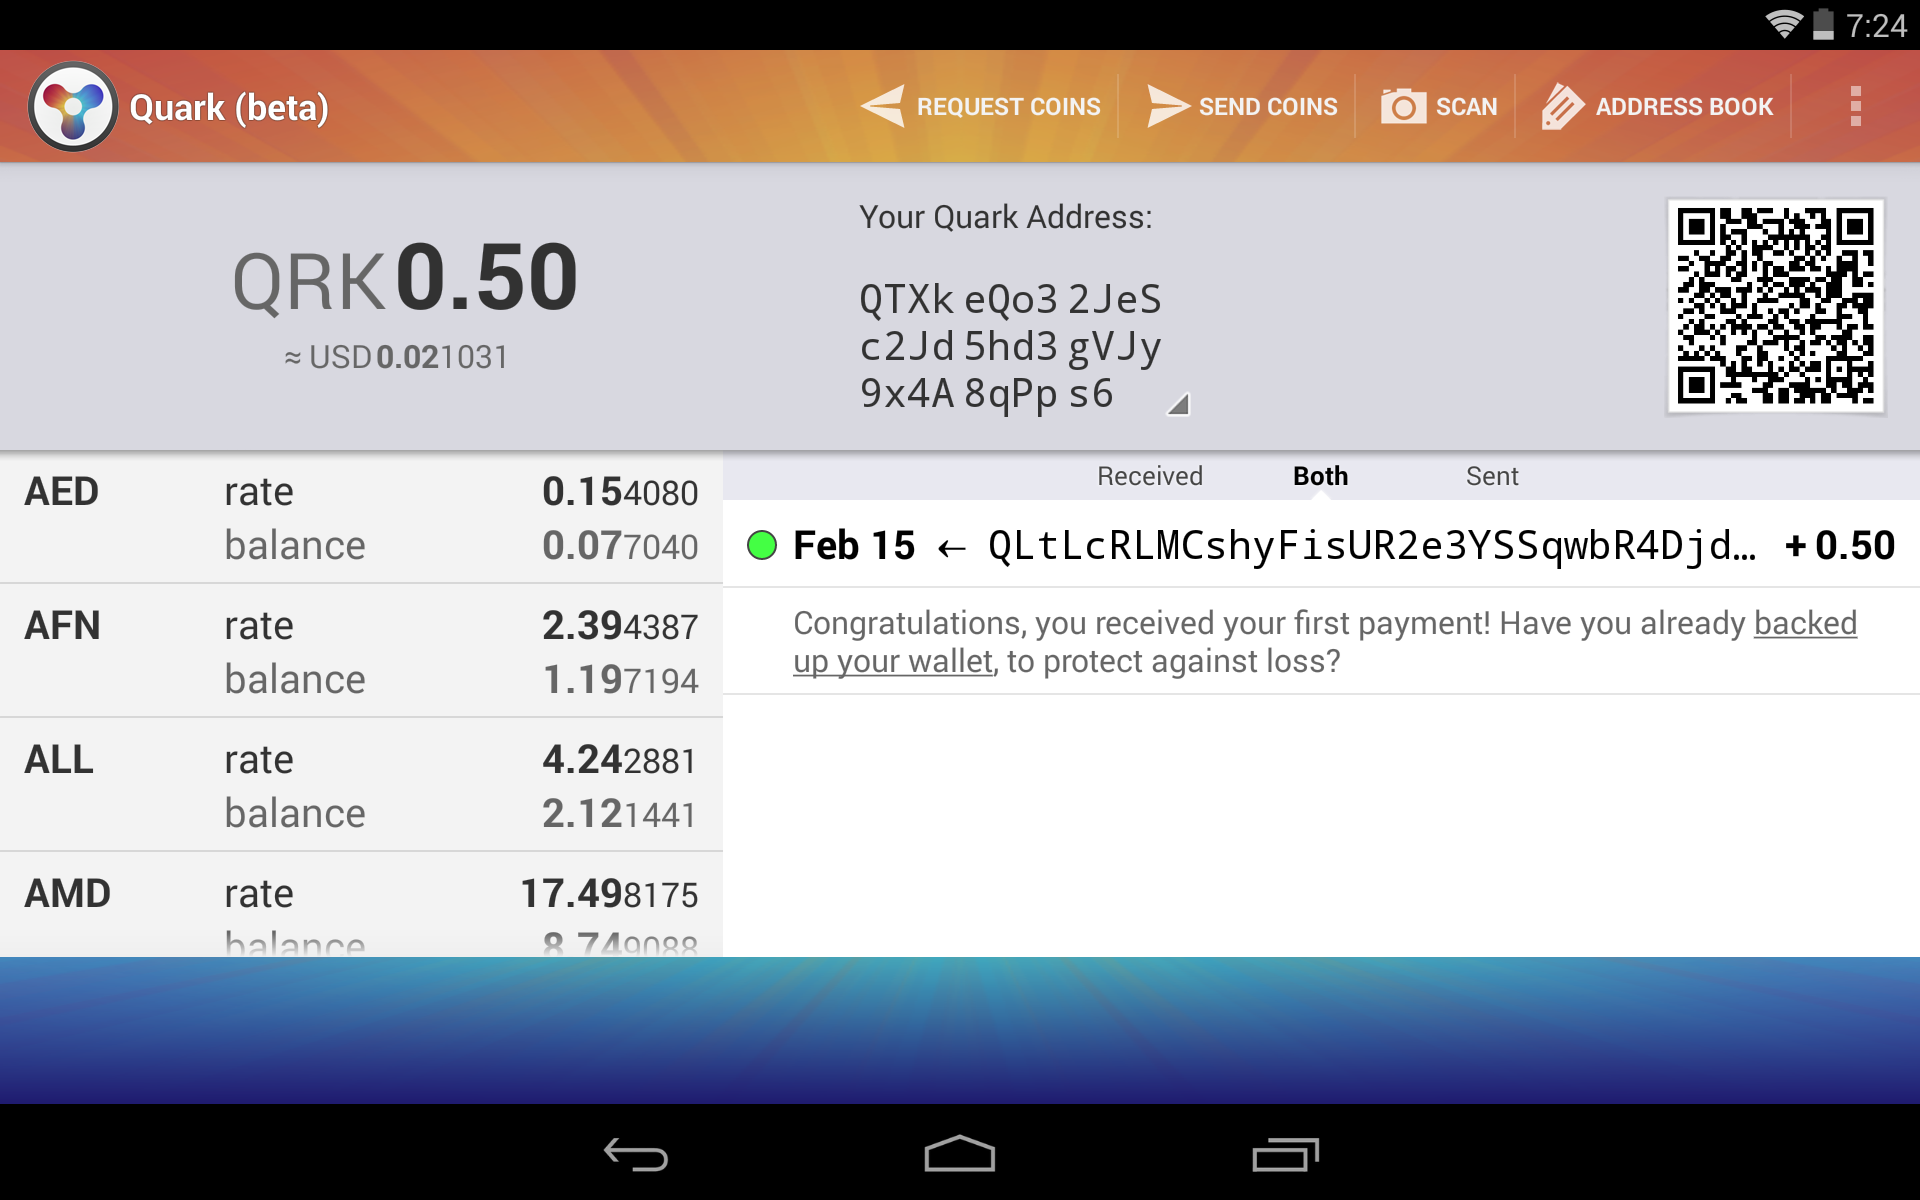 7:24
Quark (beta)
REQUEST COINS
SEND COINS
SCAN
ADDRESS BOOK
QRK 0.50
≈ USD 0.021031
Your Quark Address:
QTXk eQo3 2JeS
c2Jd 5hd3 gVJy
9x4A 8qPp s6
AED rate 0.154080
balance 0.077040
AFN rate 2.394387
balance 1.197194
ALL rate 4.242881
balance 2.121441
AMD rate 17.498175
balance 8.749088
Received Both Sent
Feb 15 ← QLtLcRLMCshyFisUR2e3YSSqwbR4Djd… +0.50
Congratulations, you received your first payment! Have you already backed
up your wallet, to protect against loss?